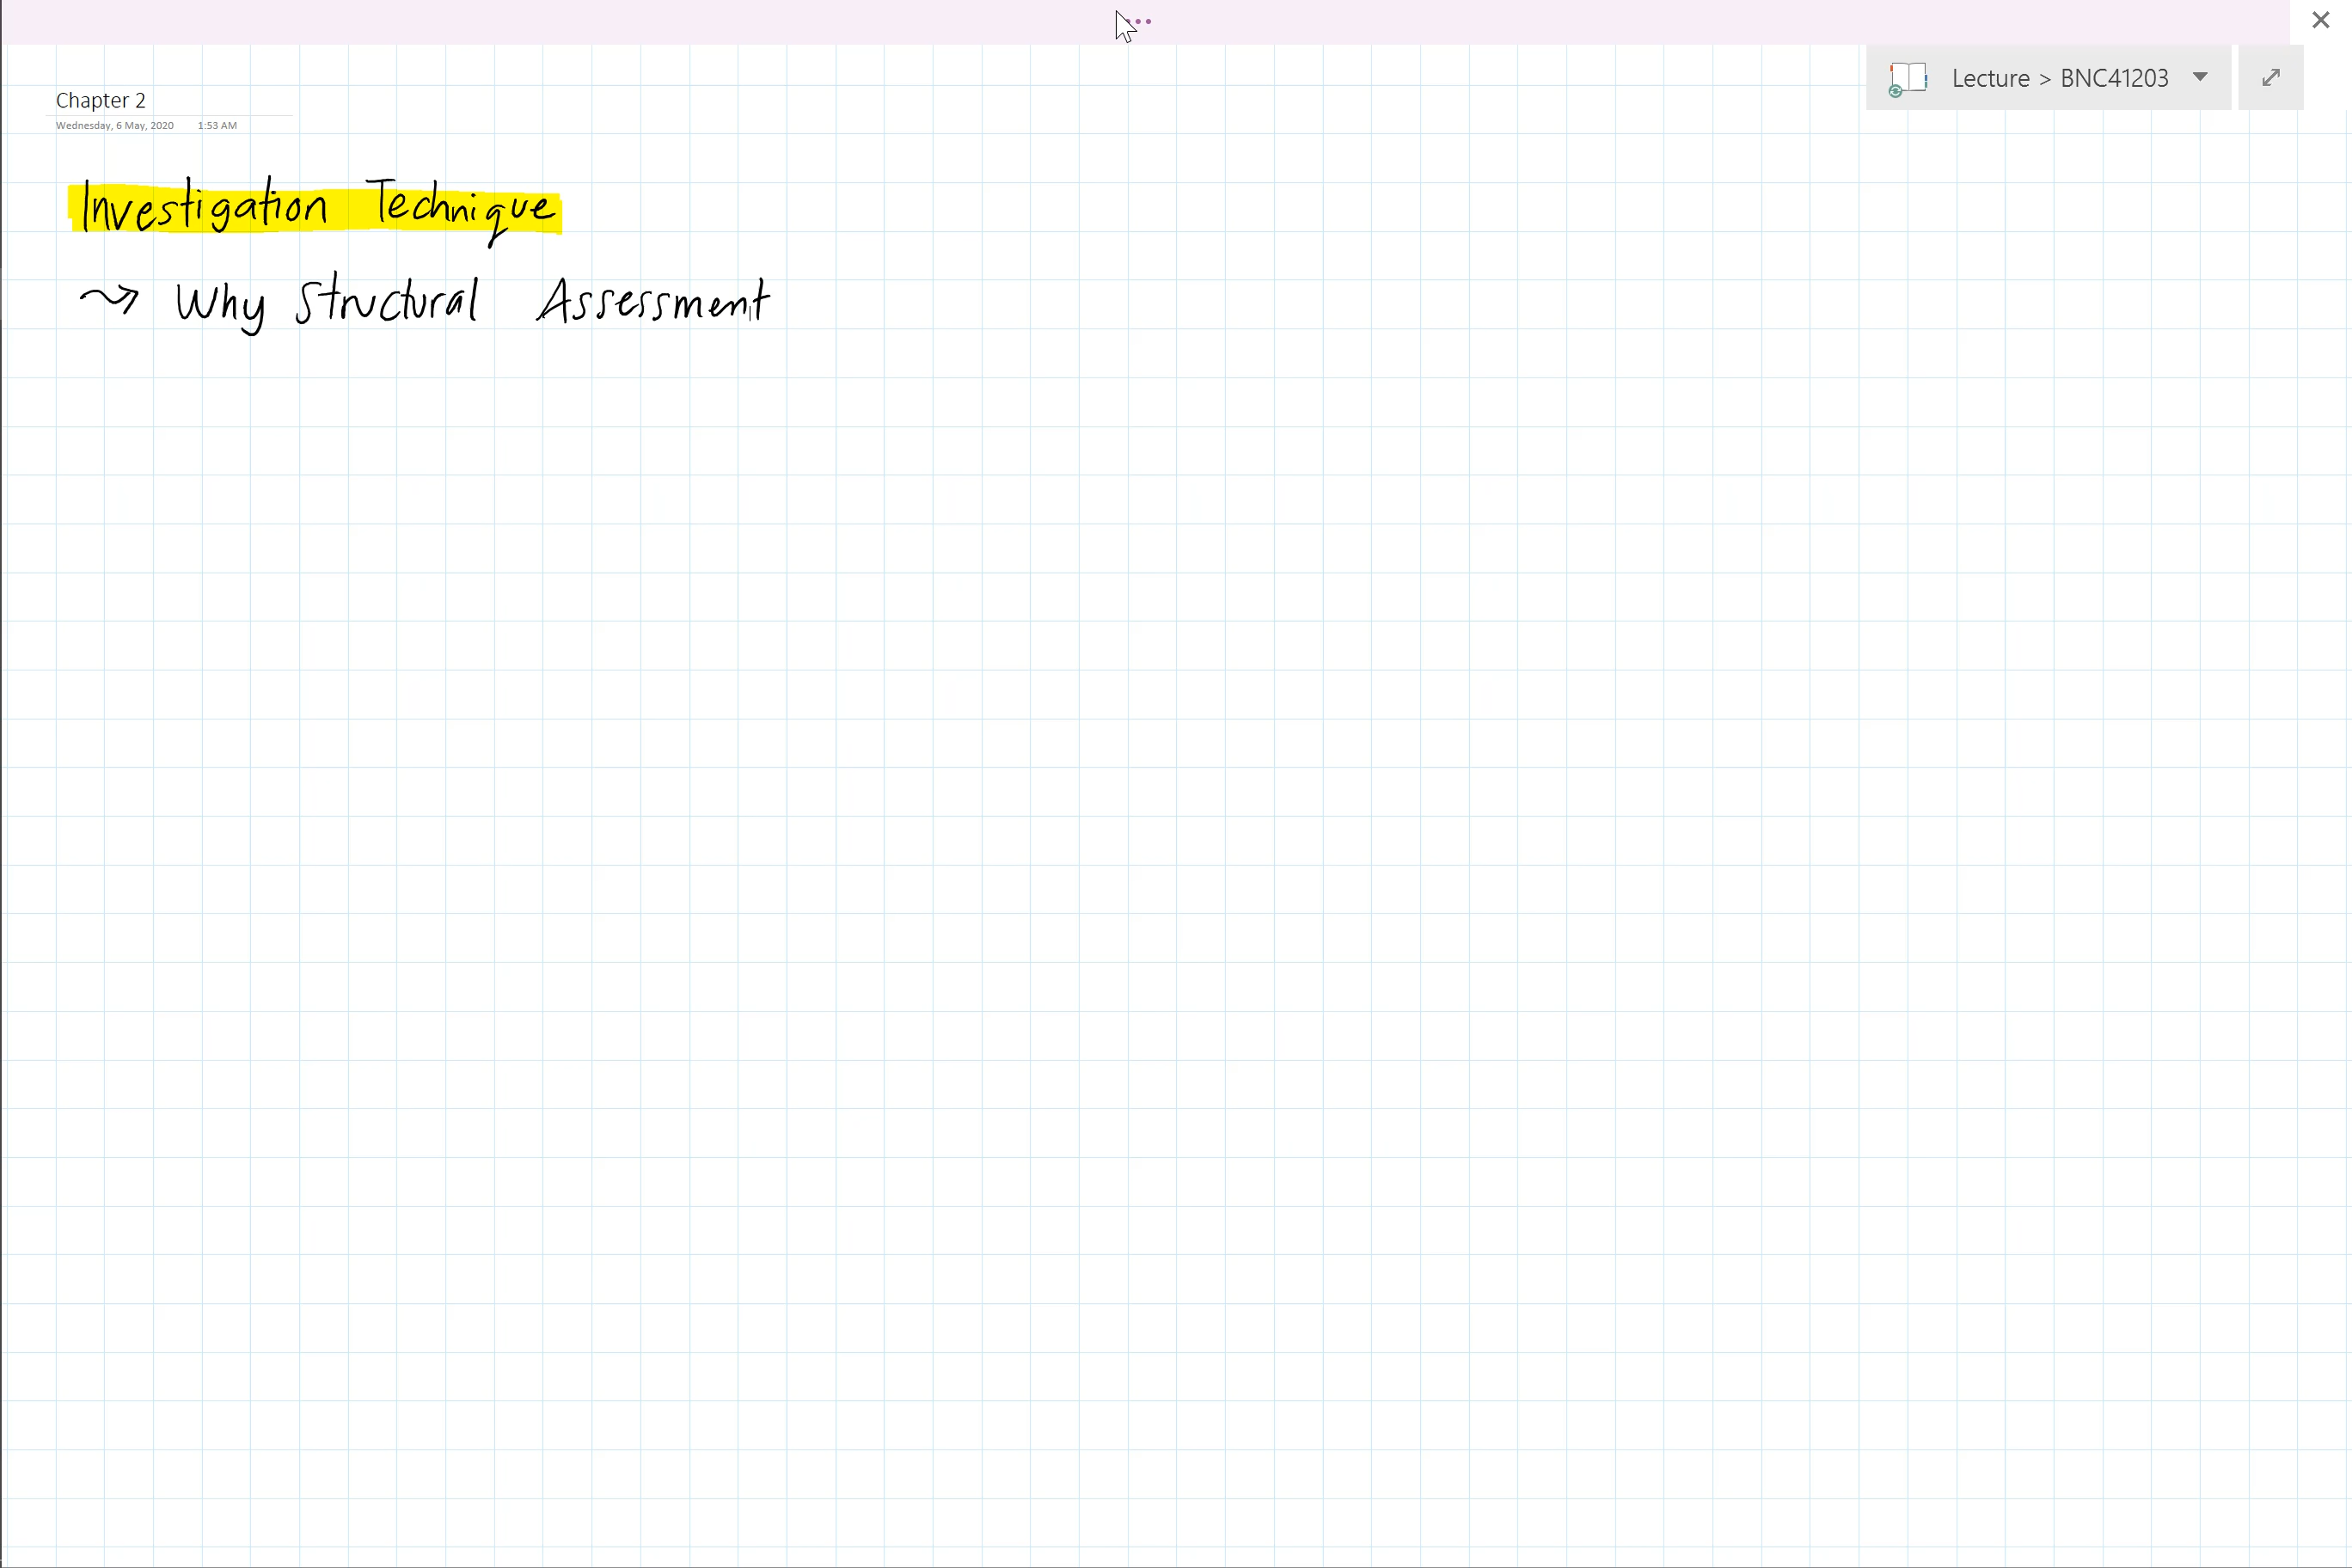 Lecture > BNC41203
Chapter 2
Wednesday, 6 May, 2020 1:53 AM
Investigation Technique
Why Structural Assessment